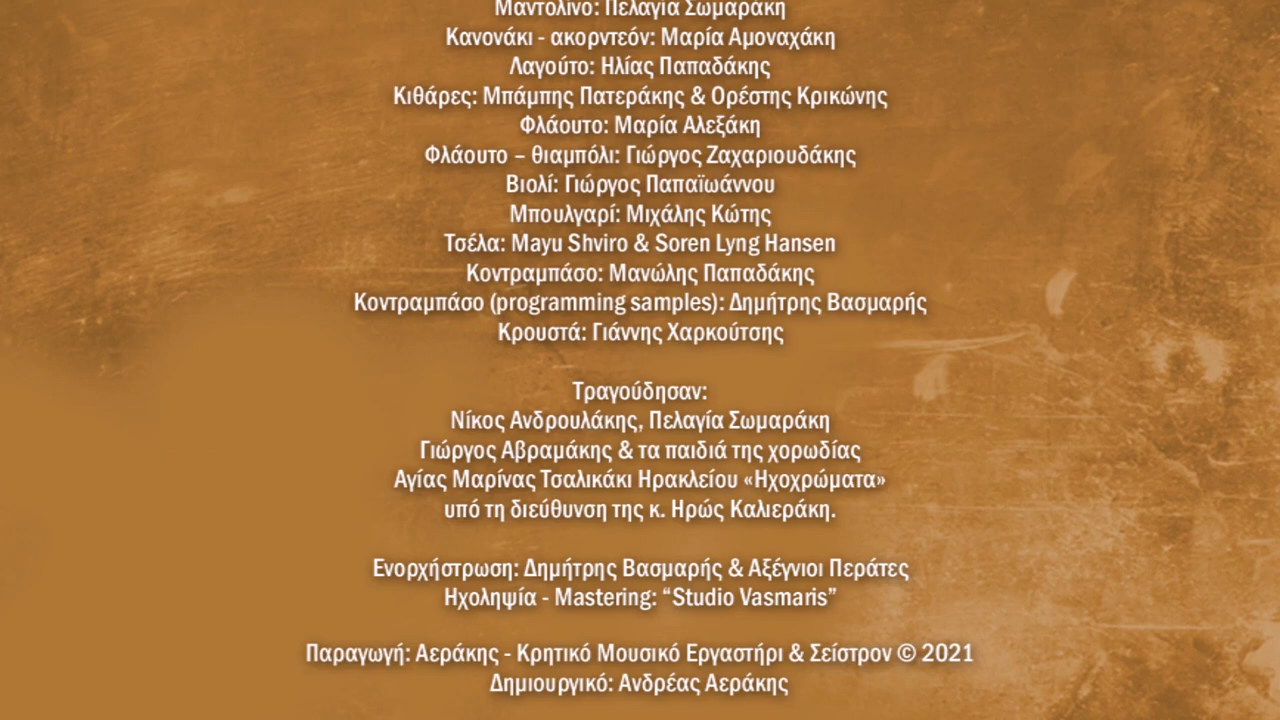 Μαντολίνο: Πελαγία Σωμαράκη
Κανονάκι - ακορντεόν: Μαρία Αμοναχάκη
Λαγούτο: Ηλίας Παπαδάκης
Κιθάρες: Μπάμπης Πατεράκης & Ορέστης Κρικώνης
Φλάουτο: Μαρία Αλεξάκη
Φλάουτο – θιαμπόλι: Γιώργος Ζαχαριουδάκης
Βιολί: Γιώργος Παπαϊωάννου
Μπουλγαρί: Μιχάλης Κώτης
Τσέλα: Mayu Shviro & Soren Lyng Hansen
Κοντραμπάσο: Μανώλης Παπαδάκης
Κοντραμπάσο (programming samples): Δημήτρης Βασμαρής
Κρουστά: Γιάννης Χαρκούτσης
Τραγούδησαν:
Νίκος Ανδρουλάκης, Πελαγία Σωμαράκη
Γιώργος Αβραμάκης & τα παιδιά της χορωδίας
Αγίας Μαρίνας Τσαλικάκι Ηρακλείου «Ηχοχρώματα»
υπό τη διεύθυνση της κ. Ηρώς Καλιεράκη.
Ενορχήστρωση: Δημήτρης Βασμαρής & Αξέγνιοι Περάτες
Ηχοληψία - Mastering: “Studio Vasmaris”
Παραγωγή: Αεράκης - Κρητικό Μουσικό Εργαστήρι & Σείστρον © 2021
Δημιουργικό: Ανδρέας Αεράκης